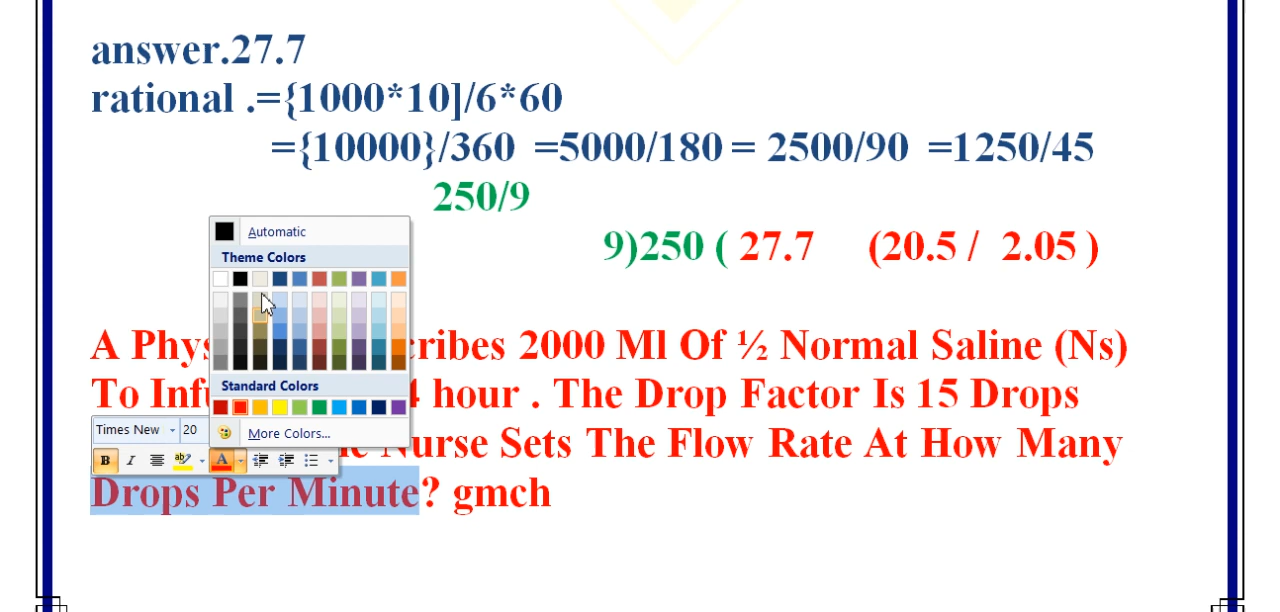 answer.27.7
rational .={1000*10]/6*60
={10000}/360 =5000/180 = 2500/90 =1250/45
250/9
9)250 ( 27.7 (20.5 / 2.05 )
Automatic
Theme Colors
A Phys cribes 2000 Ml Of ½ Normal Saline (Ns)
Standard Colors
To Inf 4 hour . The Drop Factor Is 15 Drops
Times New 20
More Colors...
Nurse Sets The Flow Rate At How Many
B I ab A
Drops Per Minute? gmch